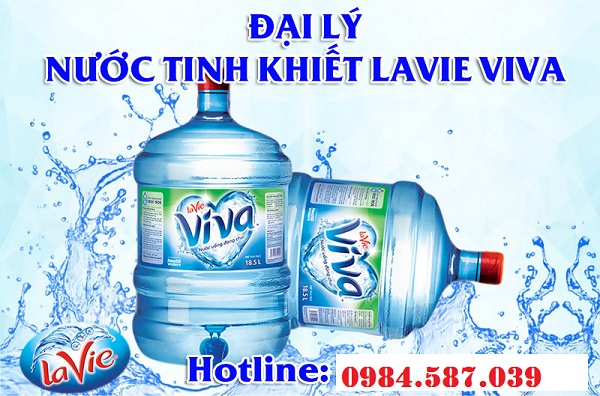 ĐẠI LÝ
NƯỚC TINH KHIẾT LAVIE VIVA
LaVie
Viva
Nước uống đóng chai
18.5 L
LaVie
Viva
18.5 L
LaVie
Hotline: 0984.587.039